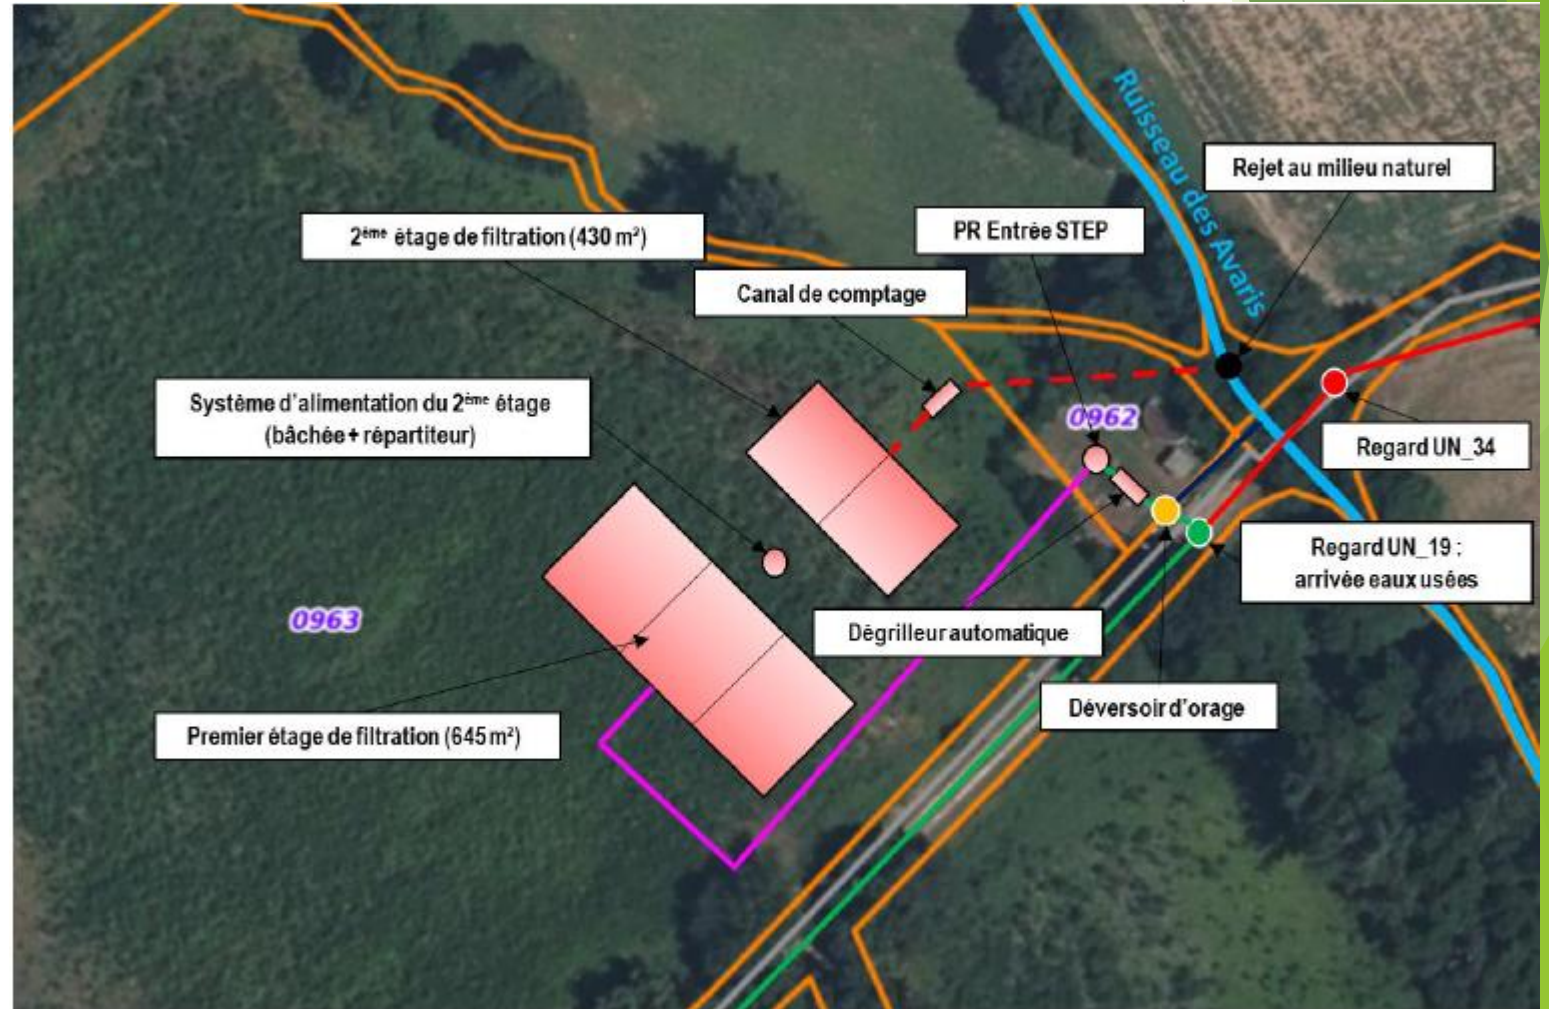 Ruisseau des Avaris
Rejet au milieu naturel
2ème étage de filtration (430 m²)
PR Entrée STEP
Canal de comptage
Système d'alimentation du 2ème étage
(bâchée + répartiteur)
0962
Regard UN_34
Regard UN_19 :
arrivée eaux usées
0963
Dégrilleur automatique
Déversoir d'orage
Premier étage de filtration (645 m²)